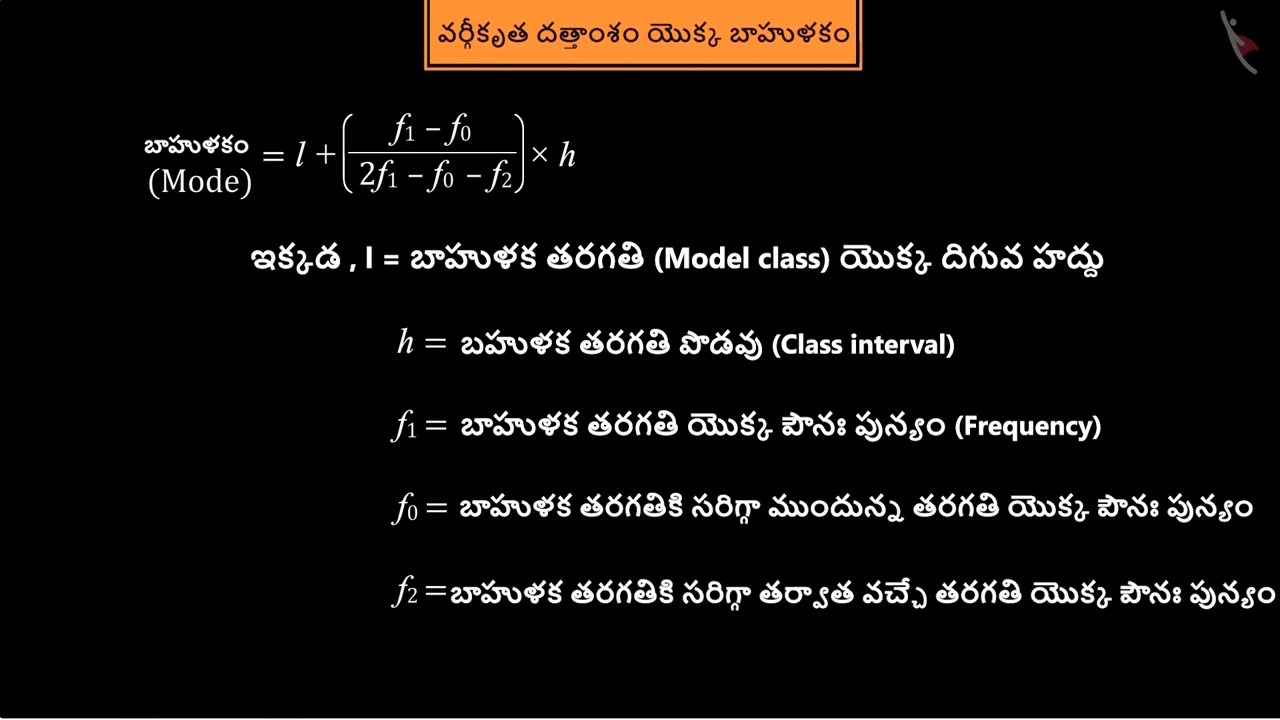 వర్గీకృత దత్తాంశం యొక్క బాహుళకం
బాహుళకం (Mode) = l + ( (f1 − f0) / (2f1 − f0 − f2) ) × h
ఇక్కడ , l = బాహుళక తరగతి (Model class) యొక్క దిగువ హద్దు
h = బహుళక తరగతి పొడవు (Class interval)
f1 = బాహుళక తరగతి యొక్క పౌనః పున్యం (Frequency)
f0 = బాహుళక తరగతికి సరిగ్గా ముందున్న తరగతి యొక్క పౌనః పున్యం
f2 = బాహుళక తరగతికి సరిగ్గా తర్వాత వచ్చే తరగతి యొక్క పౌనః పున్యం